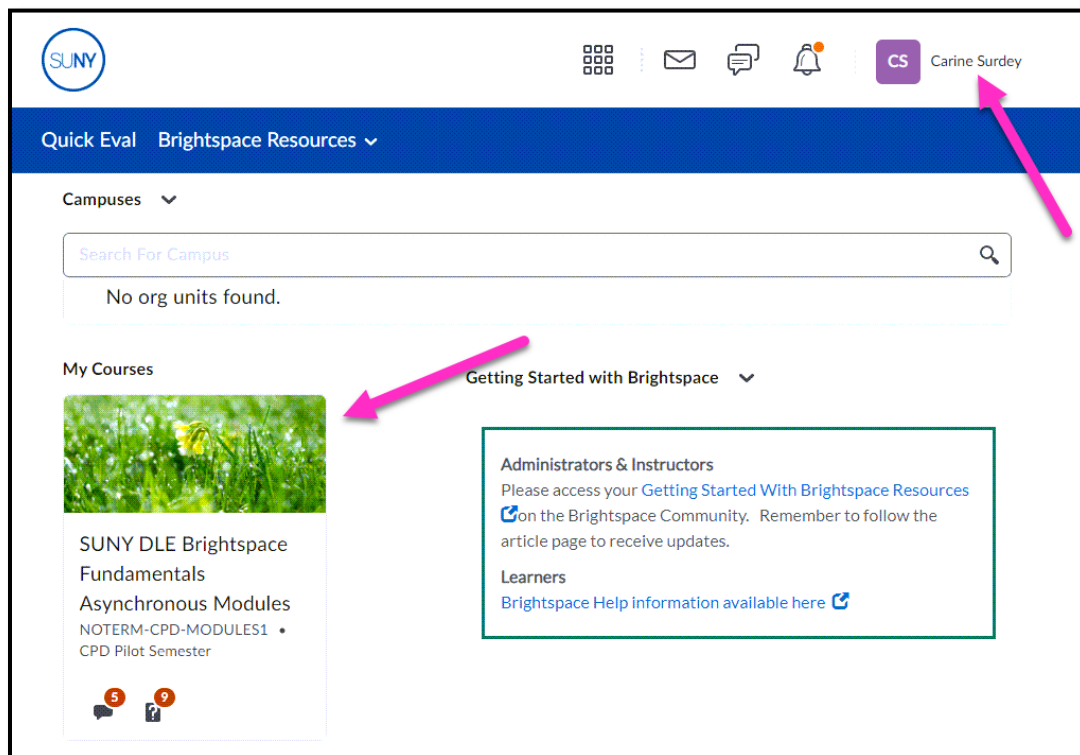 SUNY
CS
Carine Surdey
Quick Eval
Brightspace Resources
Campuses
Search For Campus
No org units found.
My Courses
SUNY DLE Brightspace
Fundamentals
Asynchronous Modules
NOTERM-CPD-MODULES1 •
CPD Pilot Semester
5
9
Getting Started with Brightspace
Administrators & Instructors
Please access your Getting Started With Brightspace Resources
on the Brightspace Community. Remember to follow the
article page to receive updates.
Learners
Brightspace Help information available here